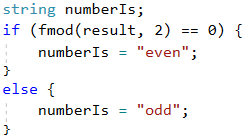 string numberIs;
if (fmod(result, 2) == 0) {
    numberIs = "even";
}
else {
    numberIs = "odd";
}